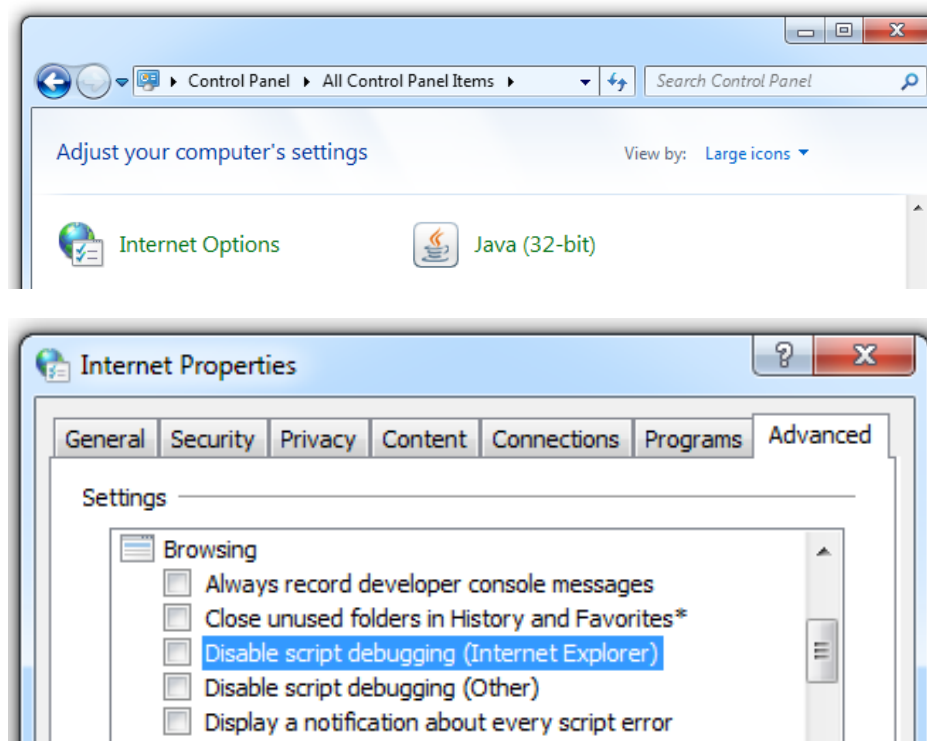 Control Panel All Control Panel Items Search Control Panel
Adjust your computer's settings View by: Large icons
Internet Options Java (32-bit)
Internet Properties
General Security Privacy Content Connections Programs Advanced
Settings
Browsing
Always record developer console messages
Close unused folders in History and Favorites*
Disable script debugging (Internet Explorer)
Disable script debugging (Other)
Display a notification about every script error